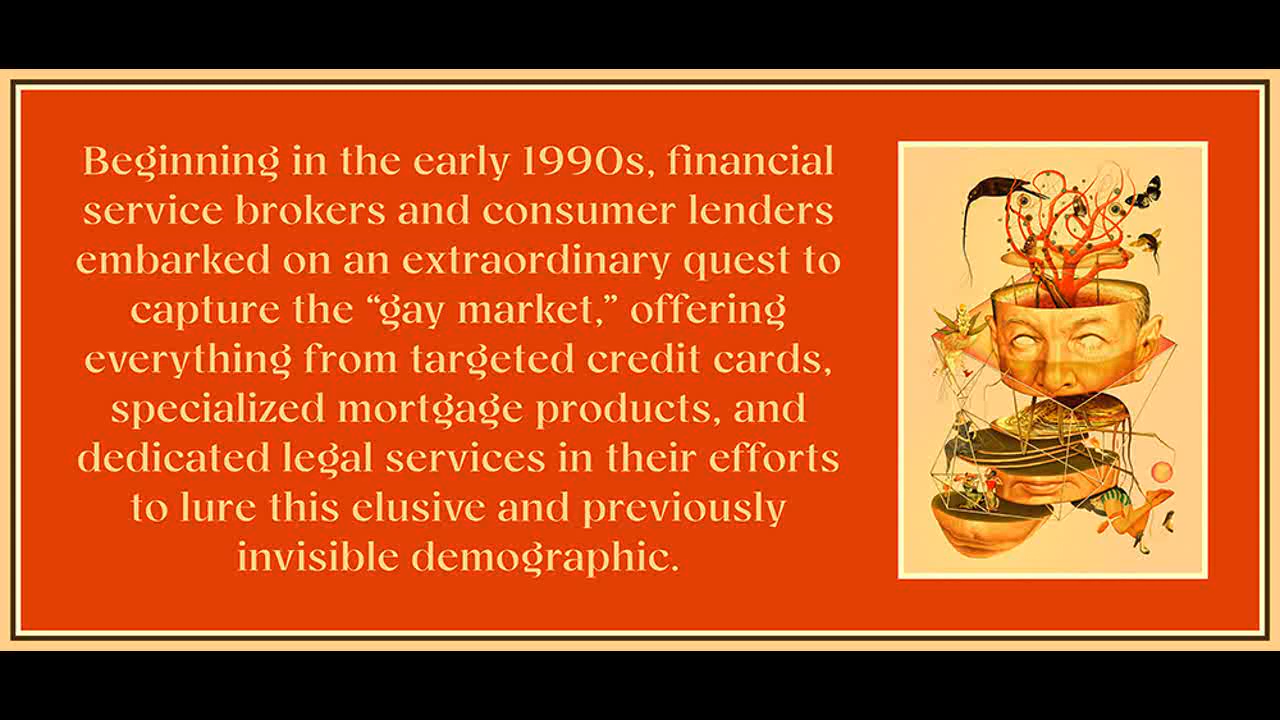 Beginning in the early 1990s, financial
service brokers and consumer lenders
embarked on an extraordinary quest to
capture the “gay market,” offering
everything from targeted credit cards,
specialized mortgage products, and
dedicated legal services in their efforts
to lure this elusive and previously
invisible demographic.